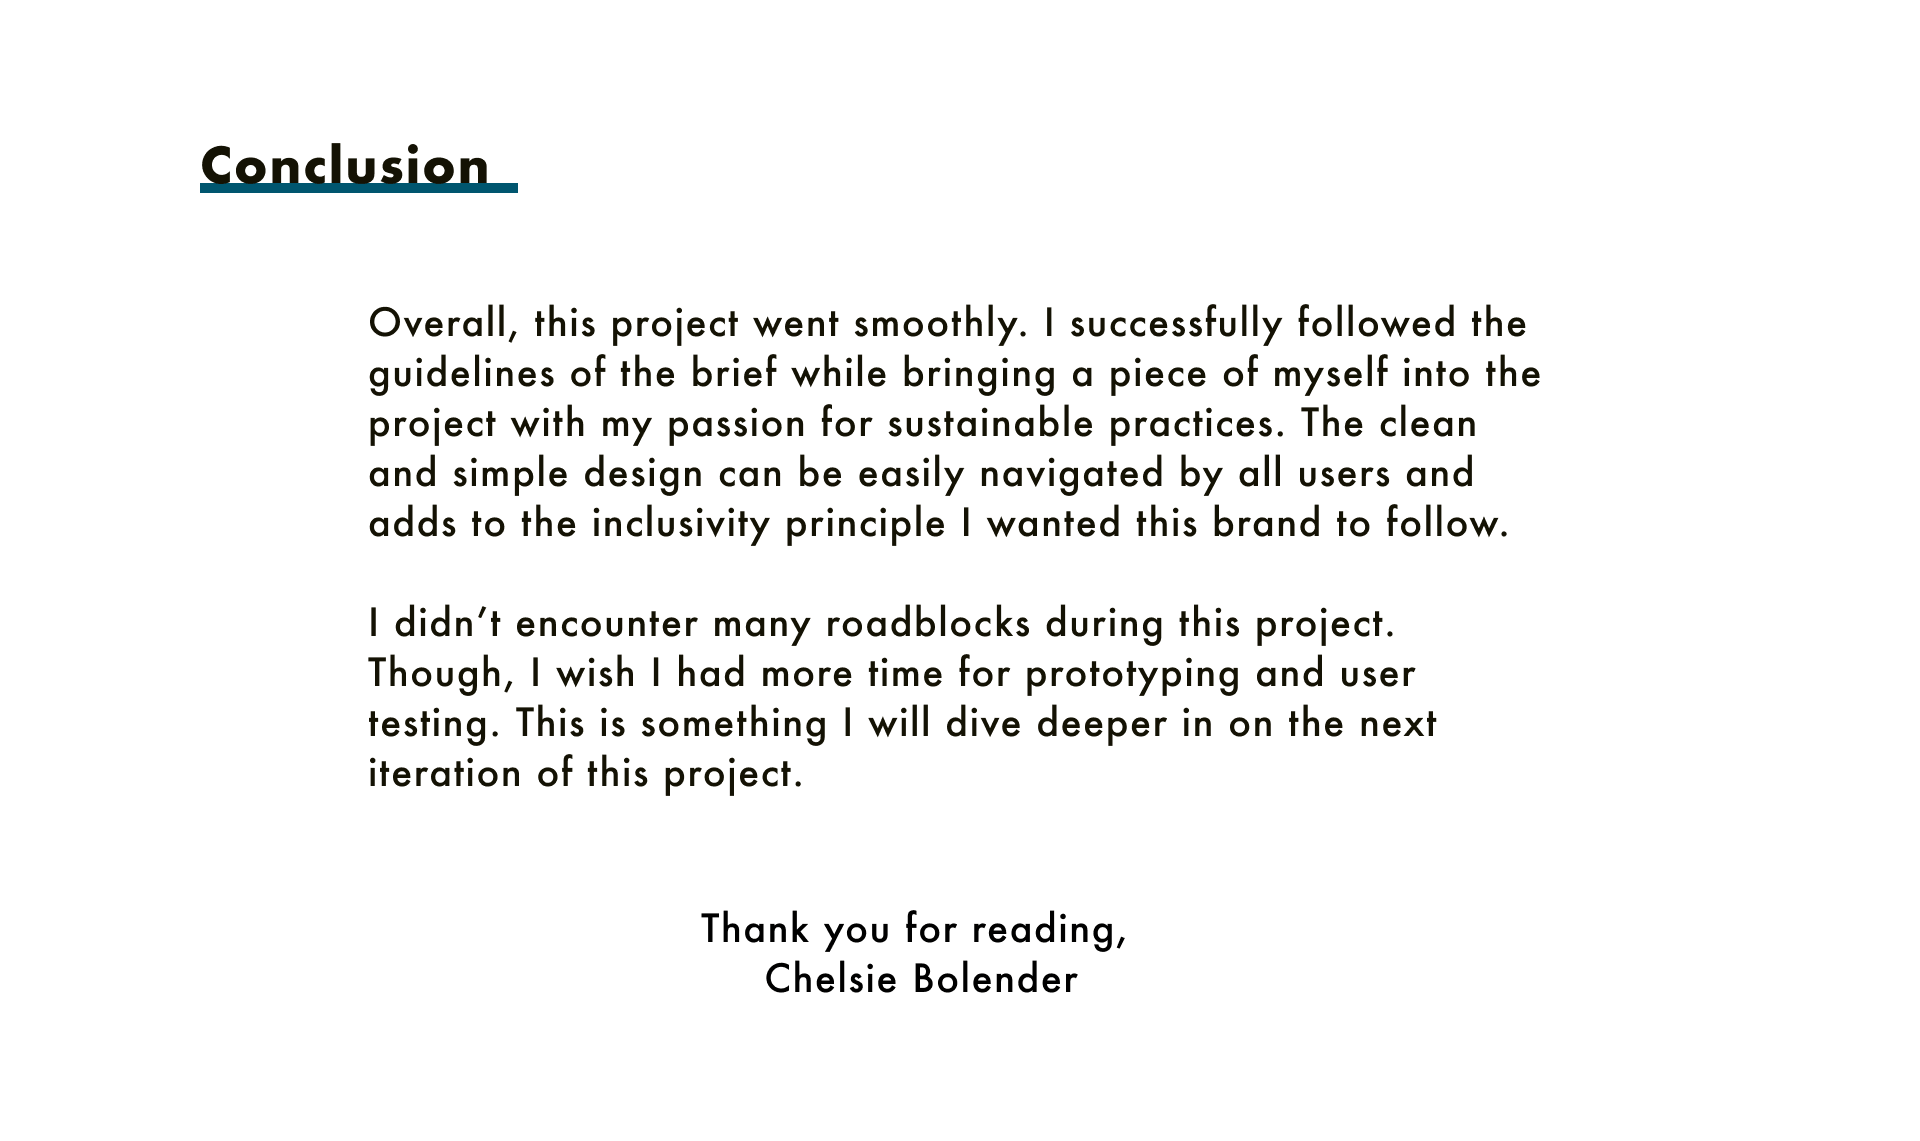 Conclusion
Overall, this project went smoothly. I successfully followed the
guidelines of the brief while bringing a piece of myself into the
project with my passion for sustainable practices. The clean
and simple design can be easily navigated by all users and
adds to the inclusivity principle I wanted this brand to follow.
I didn’t encounter many roadblocks during this project.
Though, I wish I had more time for prototyping and user
testing. This is something I will dive deeper in on the next
iteration of this project.
Thank you for reading,
Chelsie Bolender